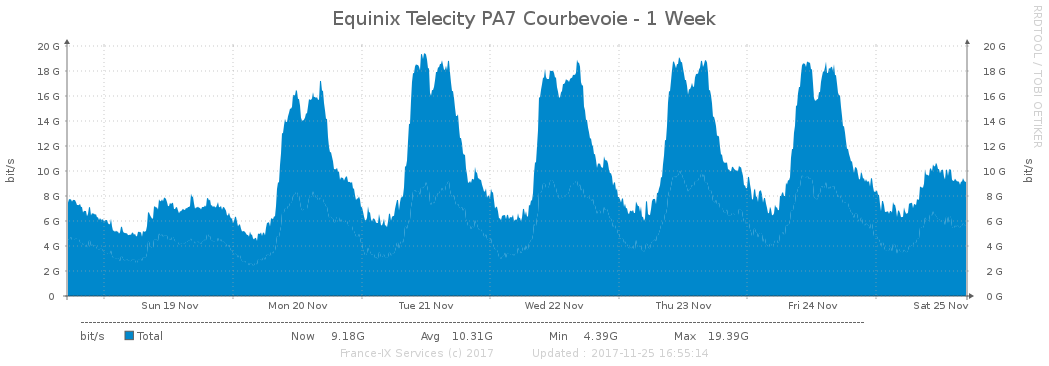 Equinix Telecity PA7 Courbevoie - 1 Week
RRDTOOL / TOBI OETIKER
bit/s
20 G 20 G
18 G 18 G
16 G 16 G
14 G 14 G
12 G 12 G
10 G 10 G
8 G 8 G
6 G 6 G
4 G 4 G
2 G 2 G
0 0 G
bit/s
Sun 19 Nov Mon 20 Nov Tue 21 Nov Wed 22 Nov Thu 23 Nov Fri 24 Nov Sat 25 Nov
bit/s Total Now 9.18G Avg 10.31G Min 4.39G Max 19.39G
France-IX Services (c) 2017 Updated : 2017-11-25 16:55:14